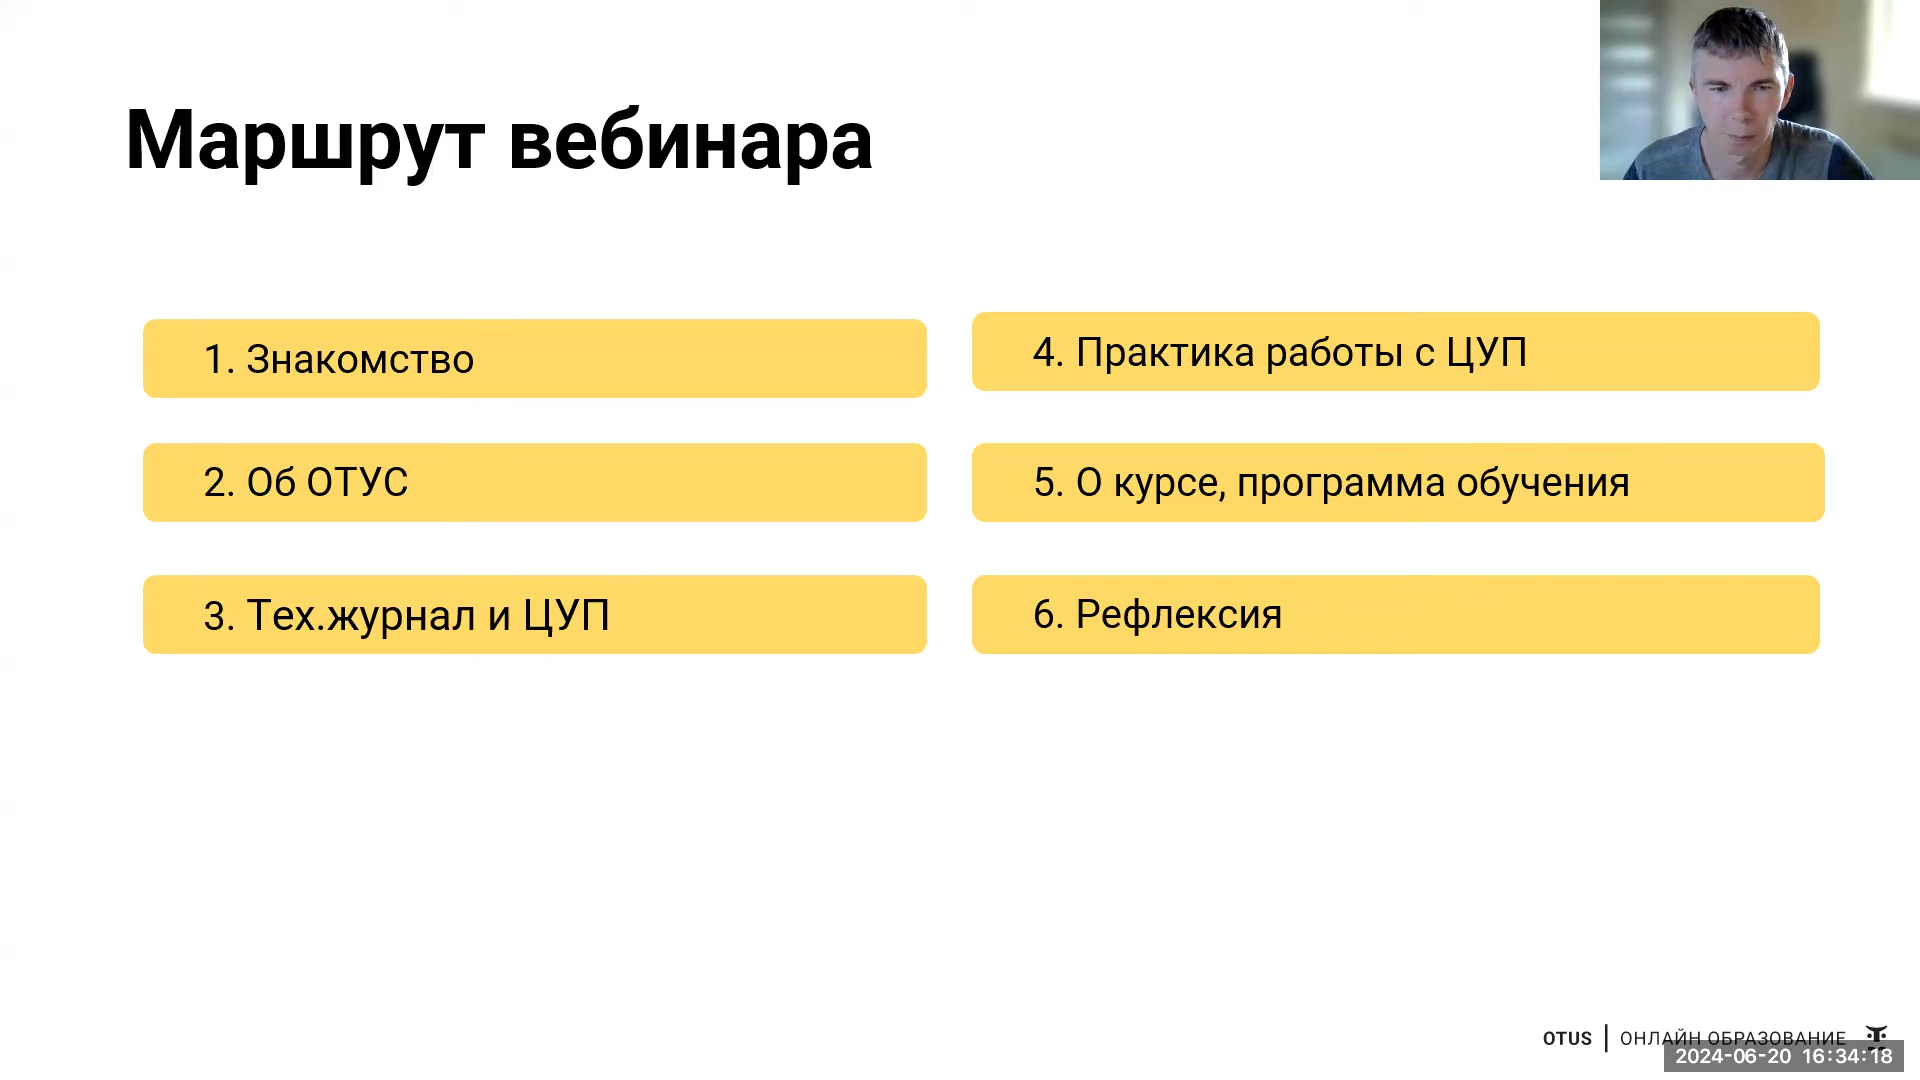 Маршрут вебинара
1. Знакомство
2. Об ОТУС
3. Тех.журнал и ЦУП
4. Практика работы с ЦУП
5. О курсе, программа обучения
6. Рефлексия
OTUS | ОНЛАЙН ОБРАЗОВАНИЕ
2024-06-20 16:34:18